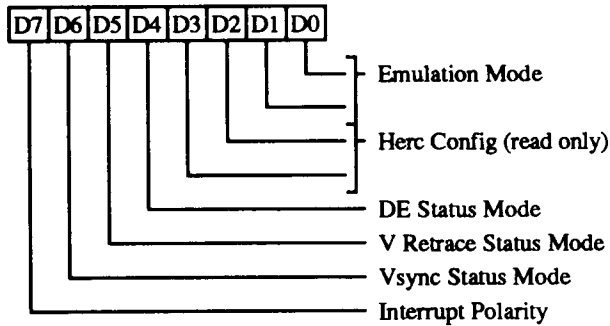 D7 D6 D5 D4 D3 D2 D1 D0
Emulation Mode
Herc Config (read only)
DE Status Mode
V Retrace Status Mode
Vsync Status Mode
Interrupt Polarity